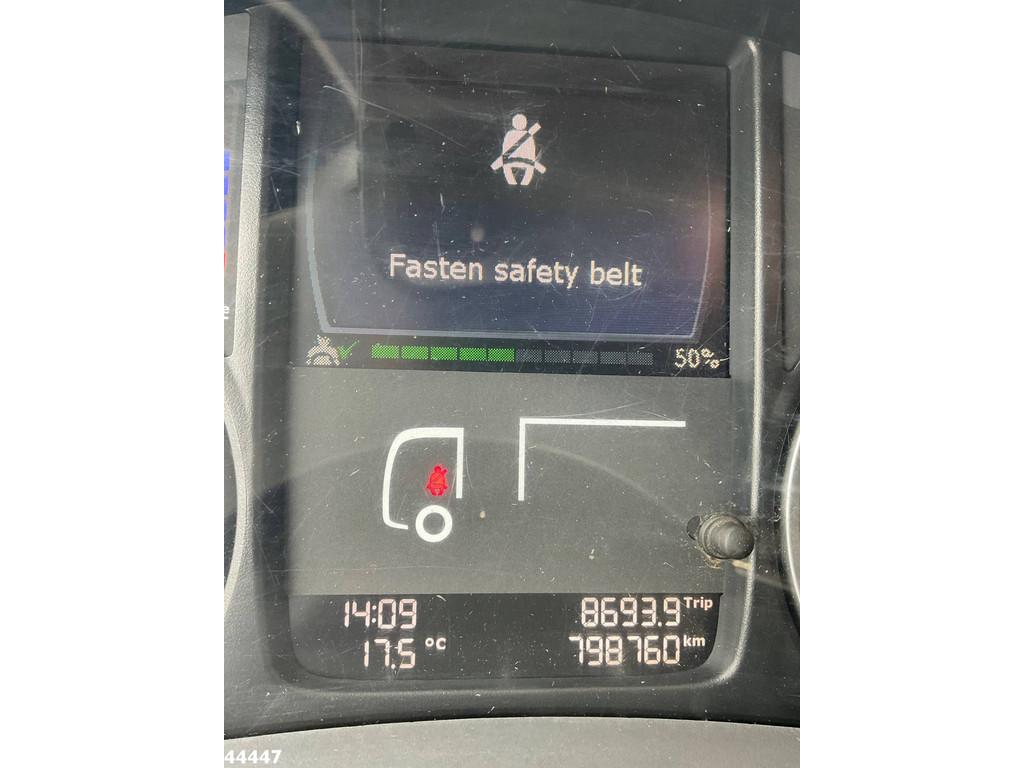 Fasten safety belt
50%
14:09 8693.9 Trip
17.5 °C 798760 km
44447